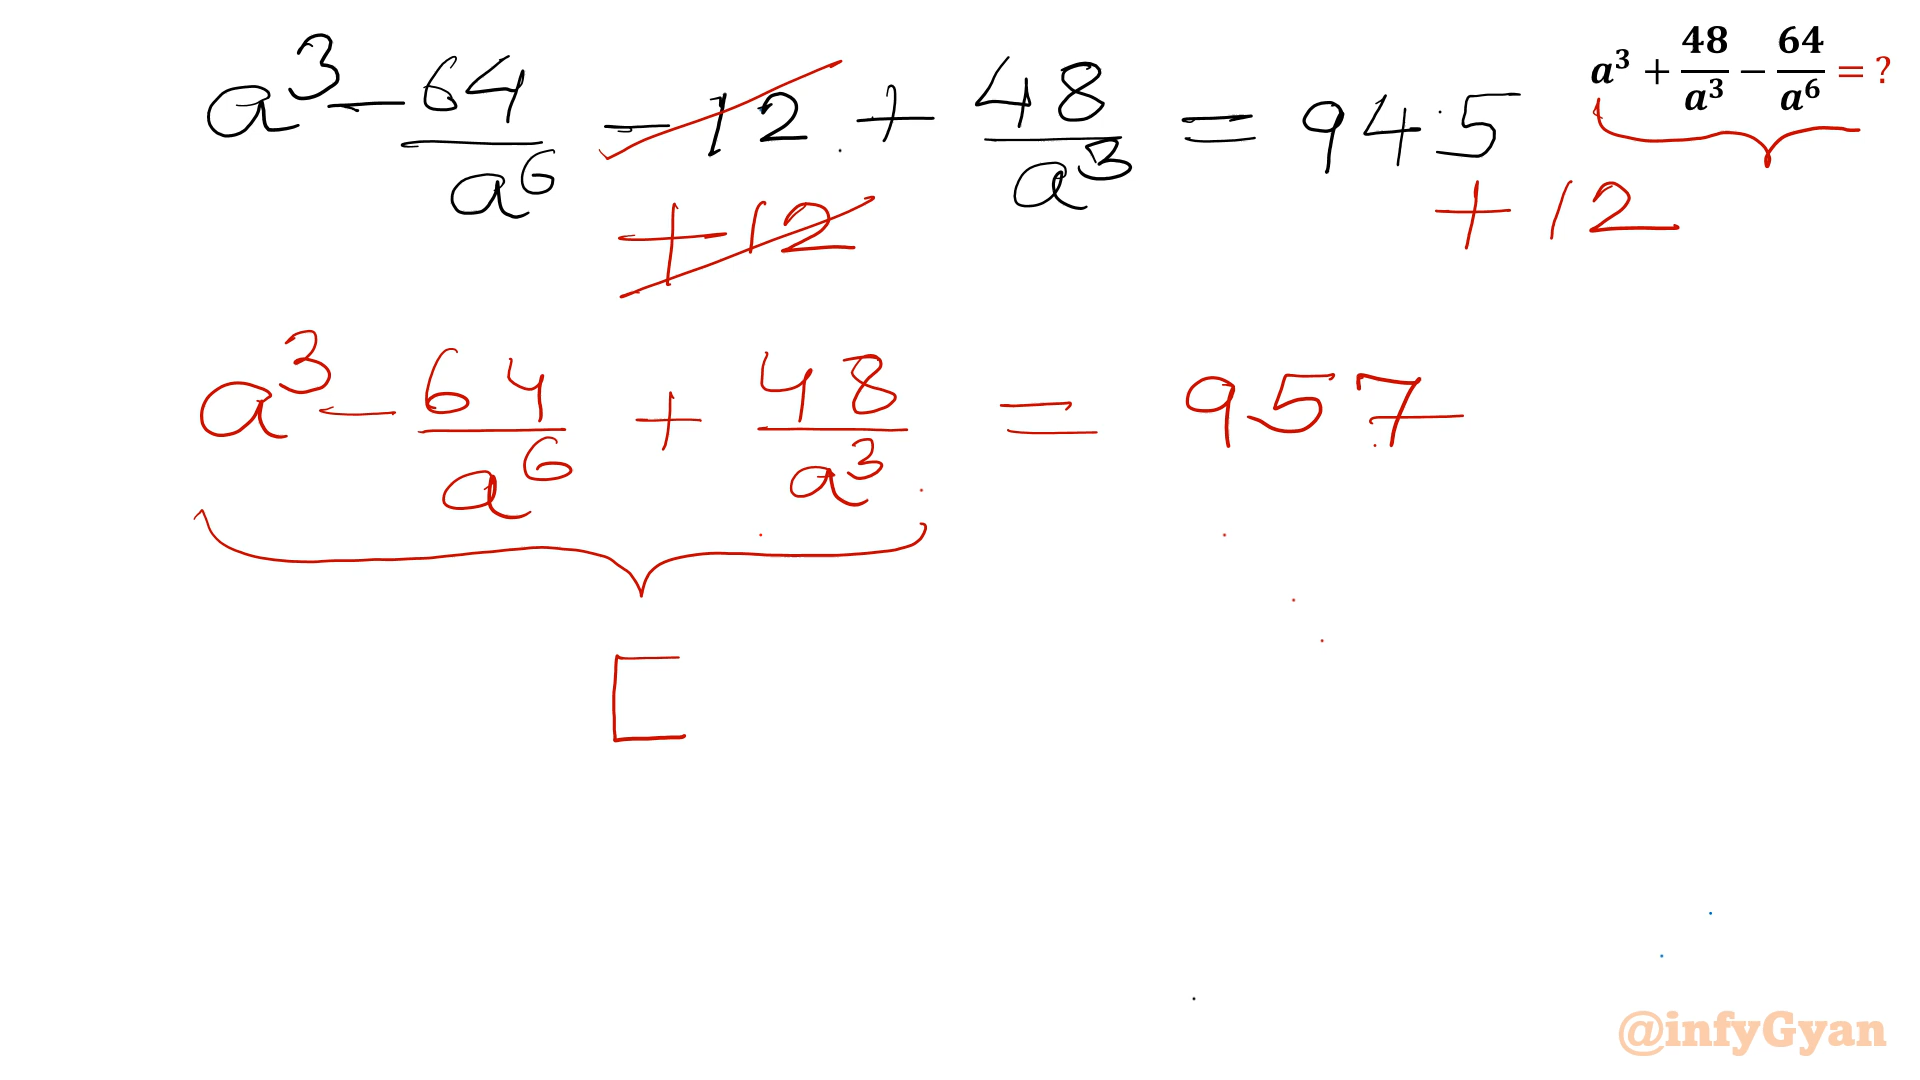 a³ - 64/a⁶ - 12 + 48/a³ = 945
a³ + 48/a³ - 64/a⁶ = ?
+12 +12
a³ - 64/a⁶ + 48/a³ = 957
@infyGyan